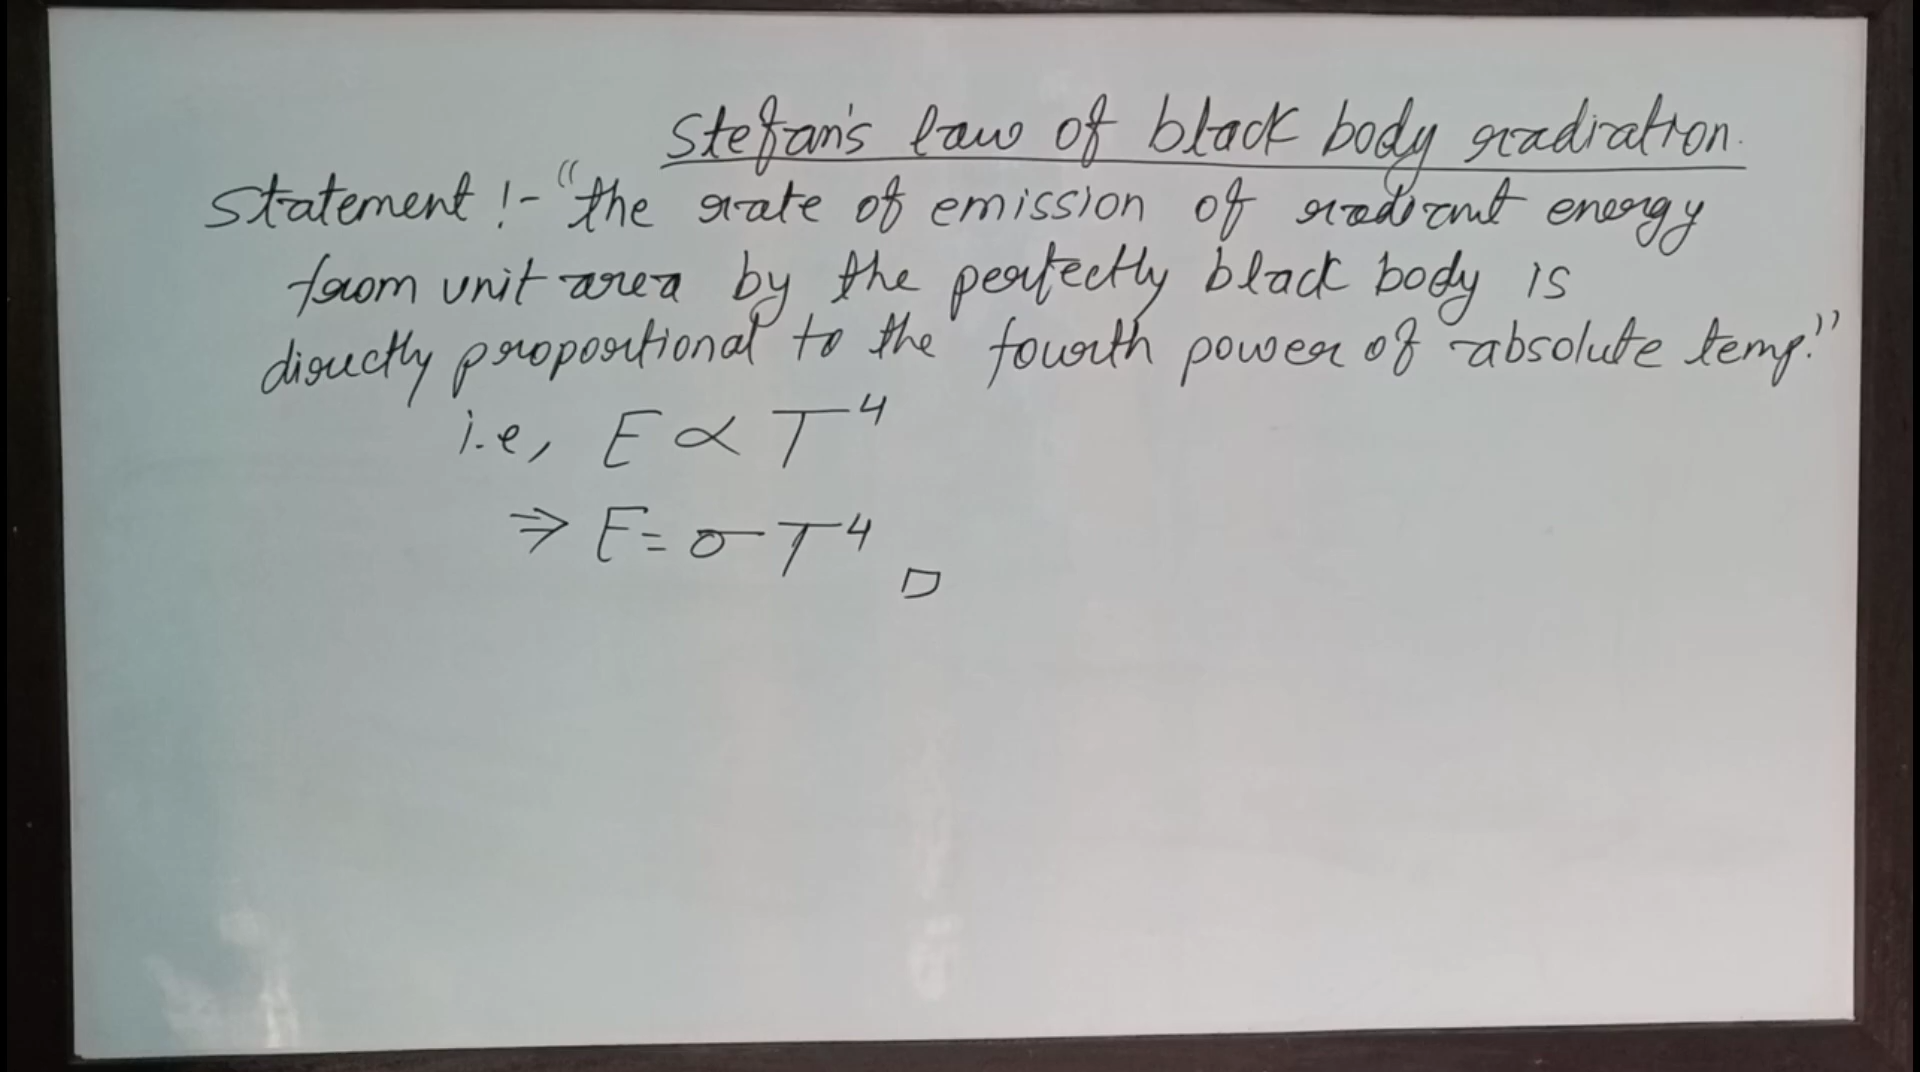 Stefan's law of black body radiation.
Statement :- "the rate of emission of radiant energy
from unit area by the perfectly black body is
directly proportional to the fourth power of absolute temp."
i.e, E ∝ T⁴
⇒ E = σT⁴